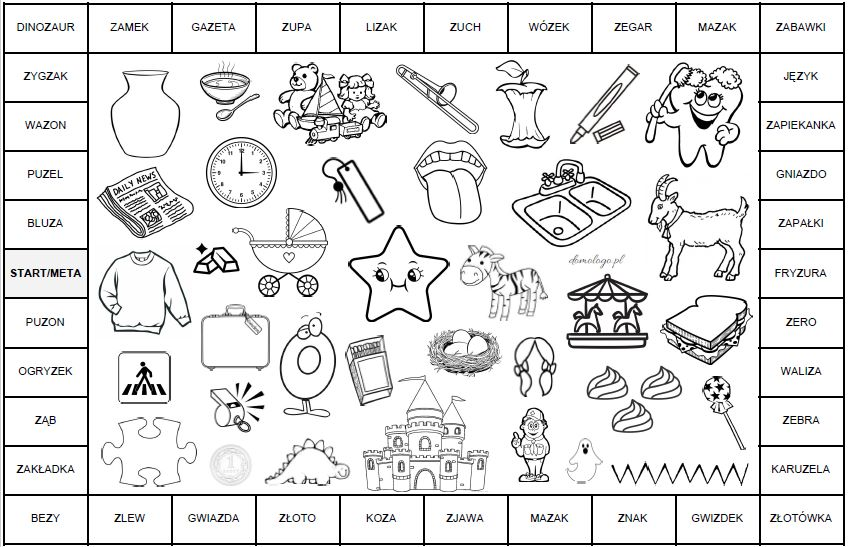 DINOZAUR ZAMEK GAZETA ZUPA LIZAK ZUCH WÓZEK ZEGAR MAZAK ZABAWKI
ZYGZAK JĘZYK
WAZON ZAPIEKANKA
PUZEL GNIAZDO
DAILY NEWS
BLUZA ZAPAŁKI
domologo.pl
START/META FRYZURA
PUZON ZERO
OGRYZEK WALIZA
ZĄB ZEBRA
1
ZAKŁADKA KARUZELA
BEZY ZLEW GWIAZDA ZŁOTO KOZA ZJAWA MAZAK ZNAK GWIZDEK ZŁOTÓWKA